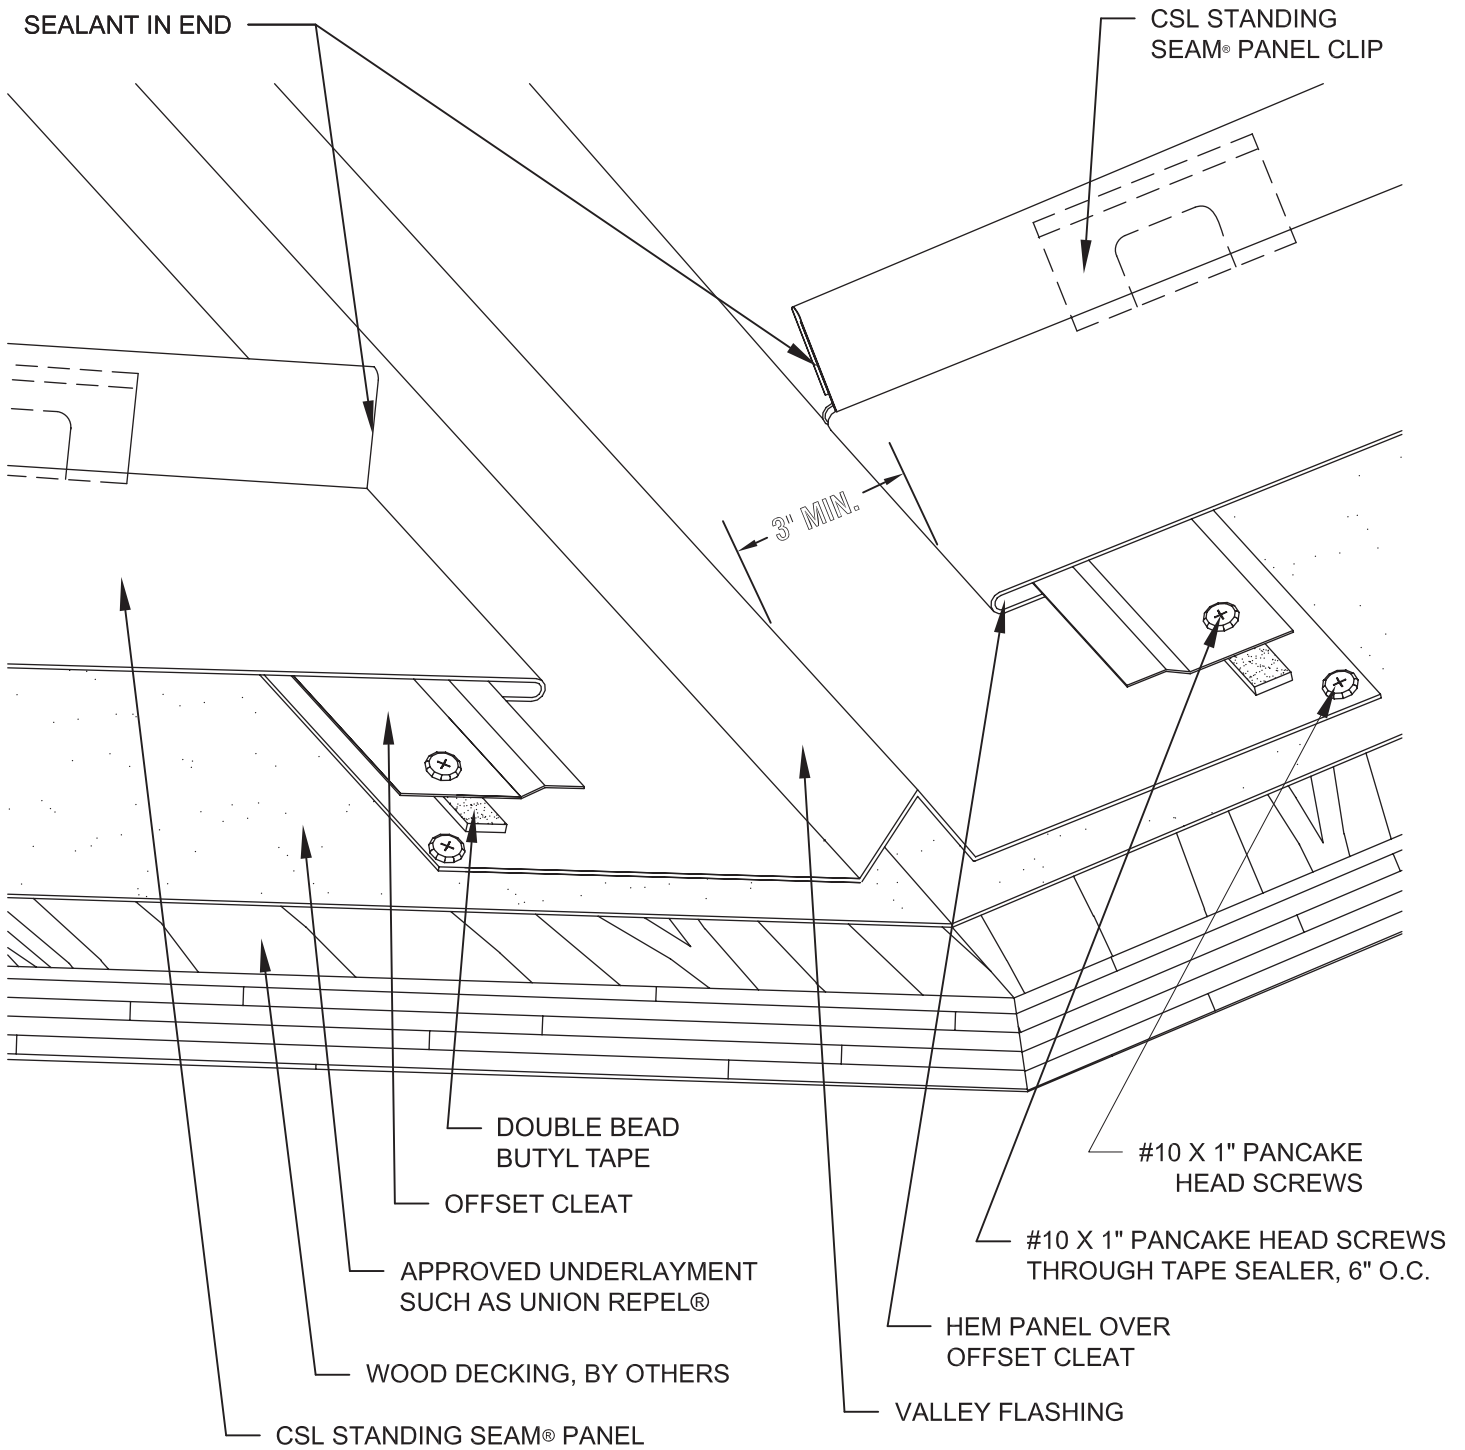 SEALANT IN END
CSL STANDING
SEAM® PANEL CLIP
3" MIN.
DOUBLE BEAD
BUTYL TAPE
#10 X 1" PANCAKE
HEAD SCREWS
OFFSET CLEAT
#10 X 1" PANCAKE HEAD SCREWS
THROUGH TAPE SEALER, 6" O.C.
APPROVED UNDERLAYMENT
SUCH AS UNION REPEL®
HEM PANEL OVER
OFFSET CLEAT
WOOD DECKING, BY OTHERS
VALLEY FLASHING
CSL STANDING SEAM® PANEL